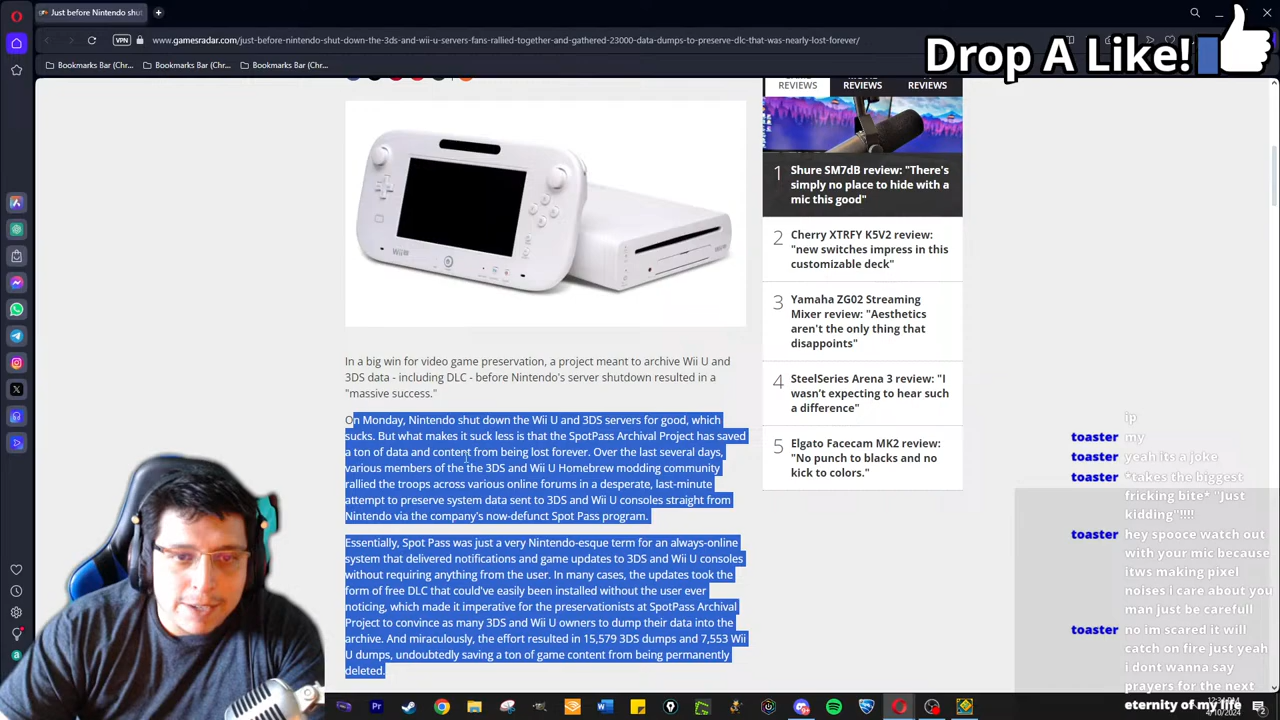 Just before Nintendo shut
www.gamesradar.com/just-before-nintendo-shut-down-the-3ds-and-wii-u-servers-fans-rallied-together-and-gathered-23000-data-dumps-to-preserve-dlc-that-was-nearly-lost-forever/
VPN
Bookmarks Bar (Chr... Bookmarks Bar (Chr... Bookmarks Bar (Chr...
Drop A Like!
REVIEWS REVIEWS REVIEWS
1 Shure SM7dB review: "There's
simply no place to hide with a
mic this good"
2 Cherry XTRFY K5V2 review:
"new switches impress in this
customizable deck"
3 Yamaha ZG02 Streaming
Mixer review: "Aesthetics
aren't the only thing that
disappoints"
4 SteelSeries Arena 3 review: "I
wasn't expecting to hear such
a difference"
5 Elgato Facecam MK2 review:
"No punch to blacks and no
kick to colors."
WiiU
In a big win for video game preservation, a project meant to archive Wii U and
3DS data - including DLC - before Nintendo's server shutdown resulted in a
"massive success."
On Monday, Nintendo shut down the Wii U and 3DS servers for good, which
sucks. But what makes it suck less is that the SpotPass Archival Project has saved
a ton of data and content from being lost forever. Over the last several days,
various members of the the 3DS and Wii U Homebrew modding community
rallied the troops across various online forums in a desperate, last-minute
attempt to preserve system data sent to 3DS and Wii U consoles straight from
Nintendo via the company's now-defunct Spot Pass program.
Essentially, Spot Pass was just a very Nintendo-esque term for an always-online
system that delivered notifications and game updates to 3DS and Wii U consoles
without requiring anything from the user. In many cases, the updates took the
form of free DLC that could've easily been installed without the user ever
noticing, which made it imperative for the preservationists at SpotPass Archival
Project to convince as many 3DS and Wii U owners to dump their data into the
archive. And miraculously, the effort resulted in 15,579 3DS dumps and 7,553 Wii
U dumps, undoubtedly saving a ton of game content from being permanently
deleted.
ip
toaster my
toaster yeah its a joke
toaster *takes the biggest
fricking bite* "Just
kidding"!!!!
toaster hey spooce watch out
with your mic because
itws making pixel
noises i care about you
man just be carefull
toaster no im scared it will
catch on fire just yeah
i dont wanna say
prayers for the next
eternity of my life
4/10/2024